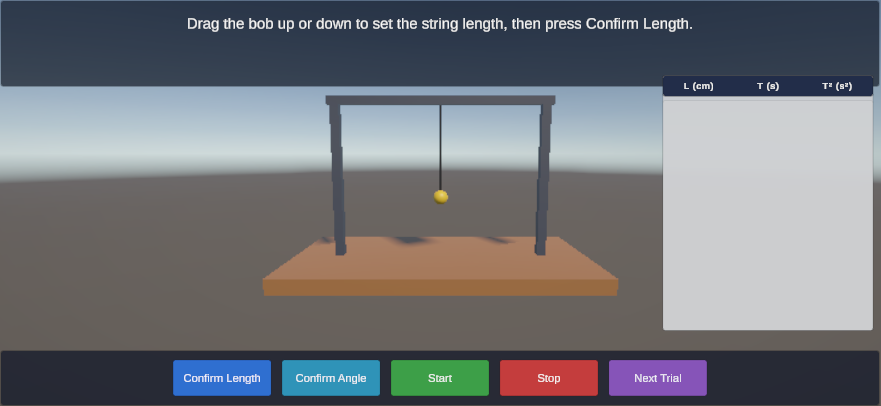 Drag the bob up or down to set the string length, then press Confirm Length.
L (cm) T (s) T² (s²)
Confirm Length Confirm Angle Start Stop Next Trial